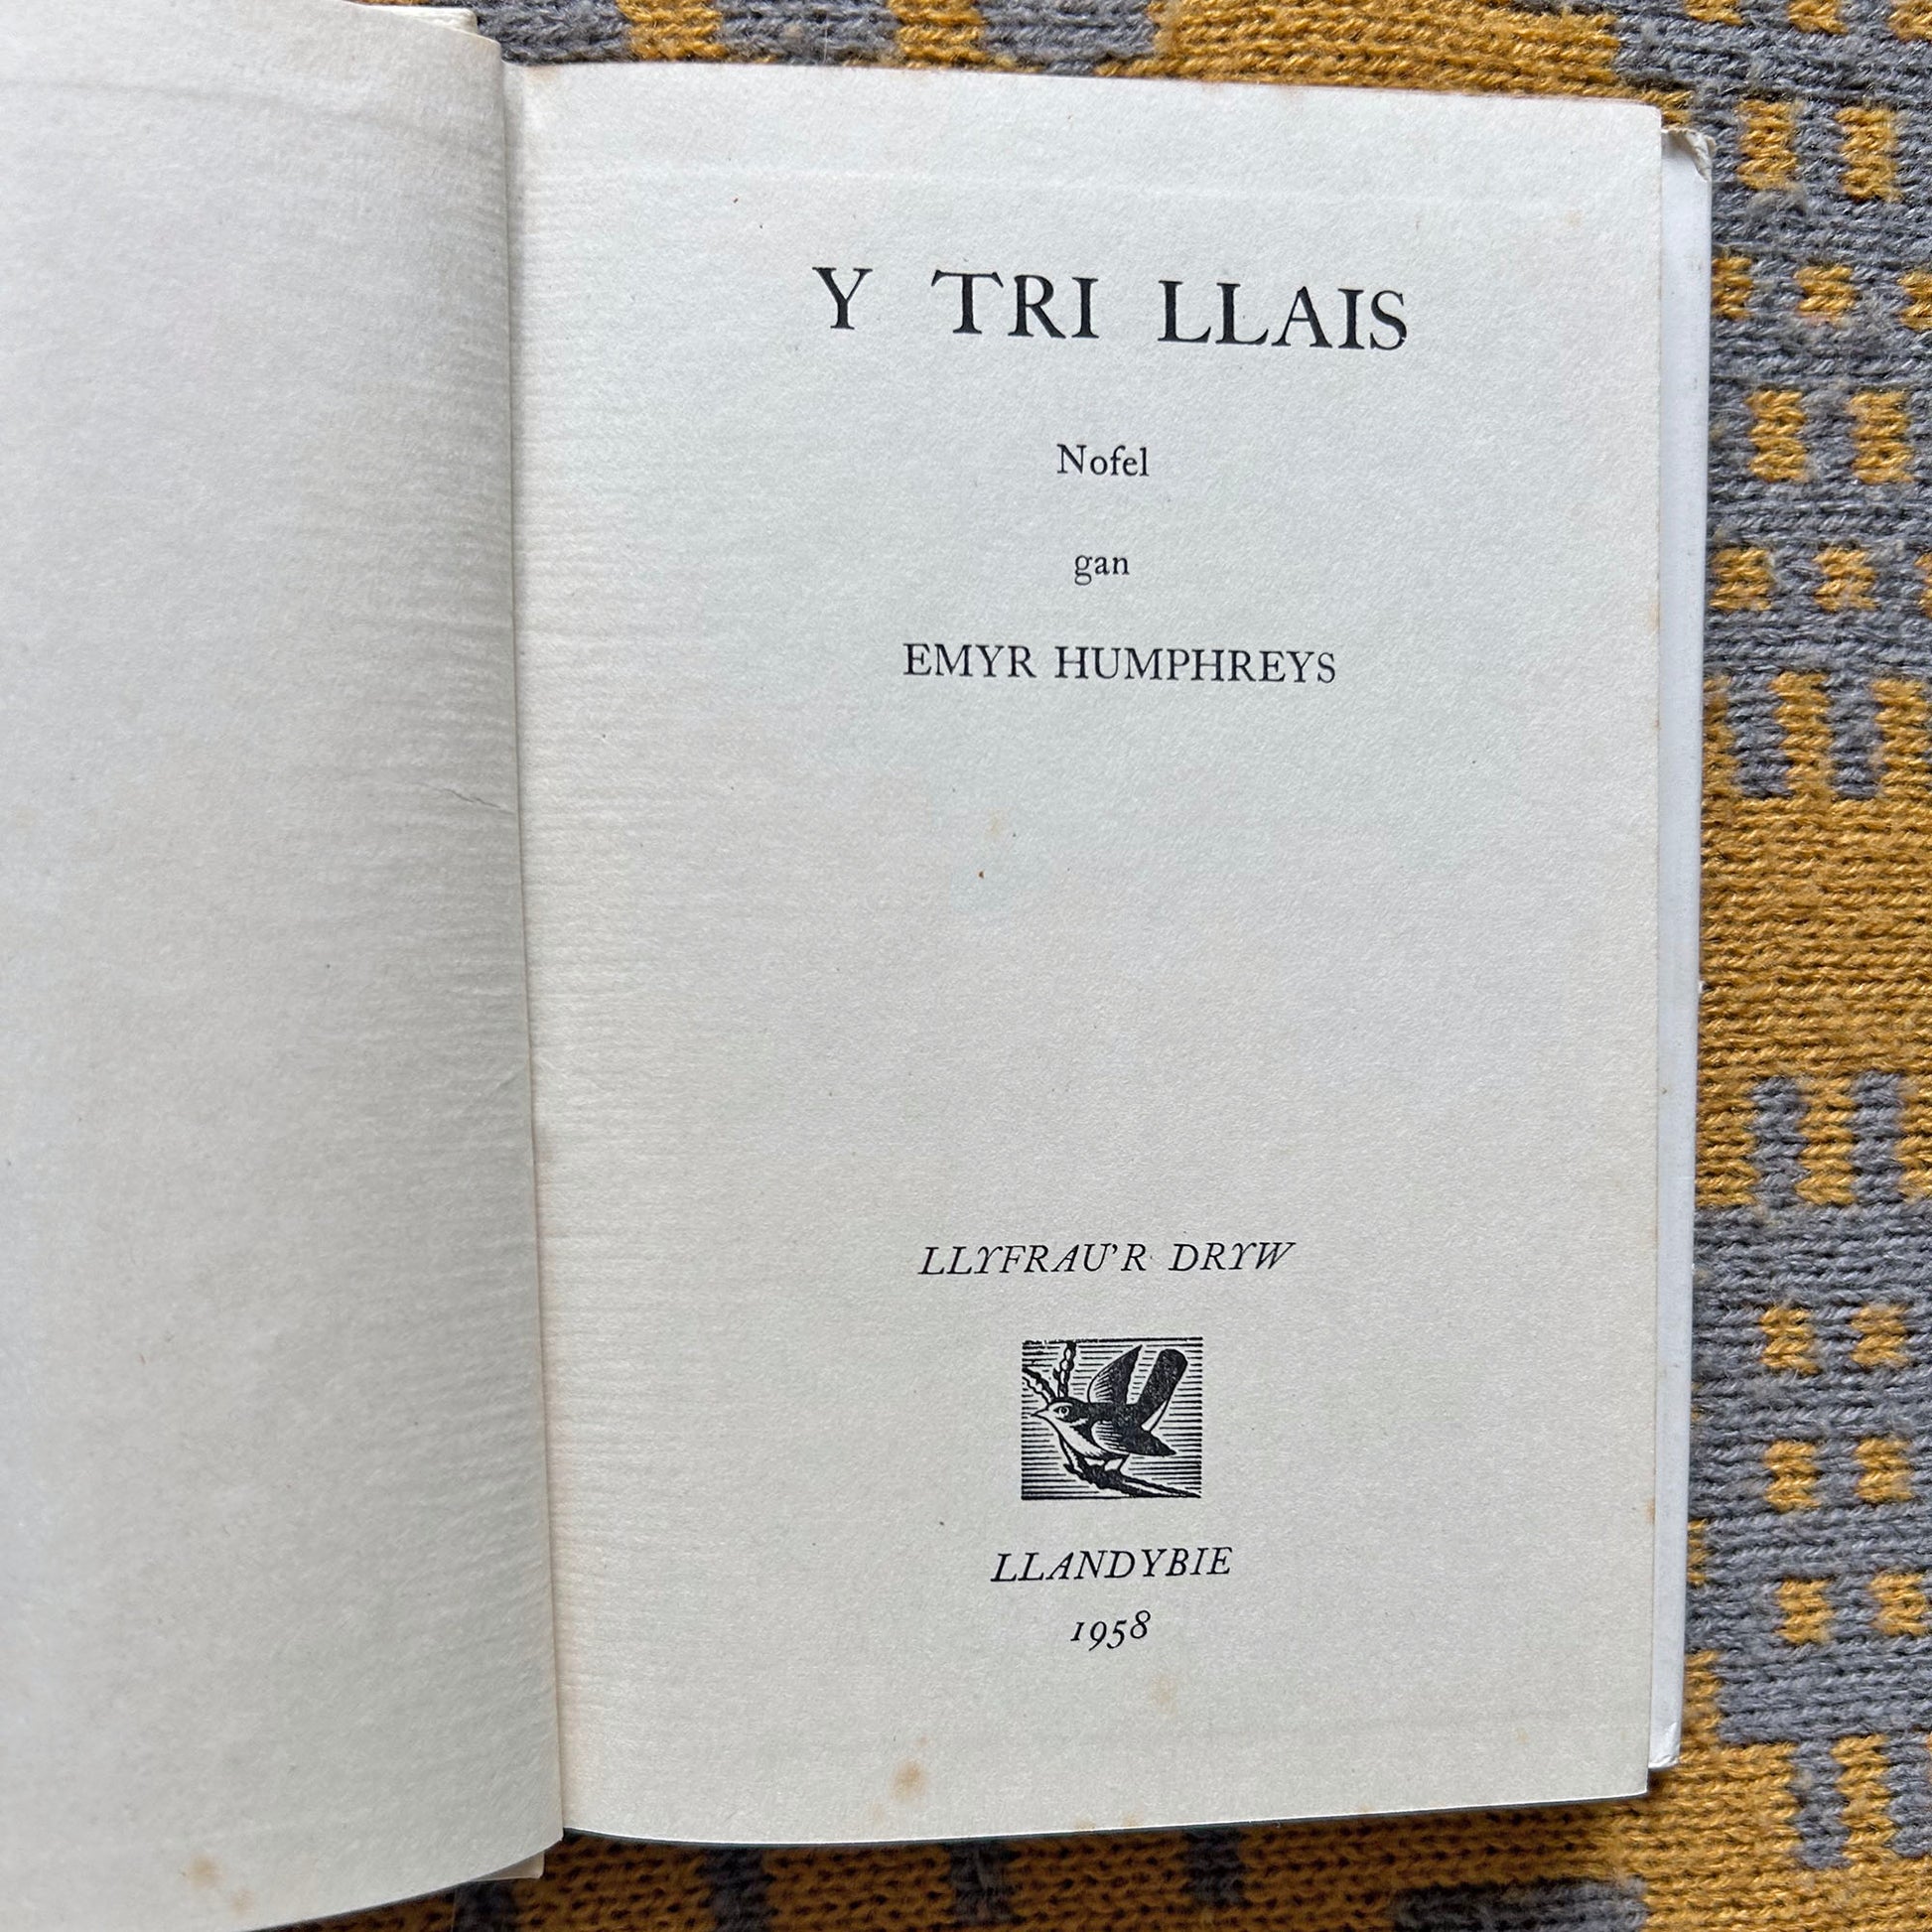 Y TRI LLAIS
Nofel
gan
EMYR HUMPHREYS
LLYFRAU'R DRYW
LLANDYBIE
1958